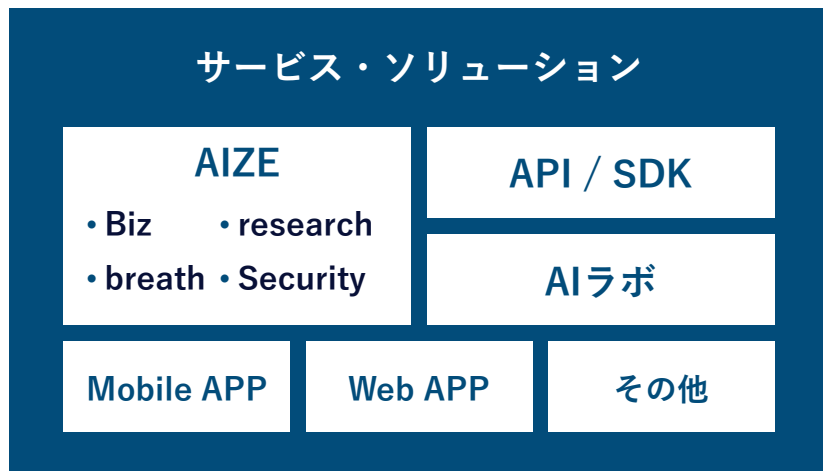 サービス・ソリューション
AIZE
・Biz ・research
・breath ・Security
API / SDK
AIラボ
Mobile APP
Web APP
その他